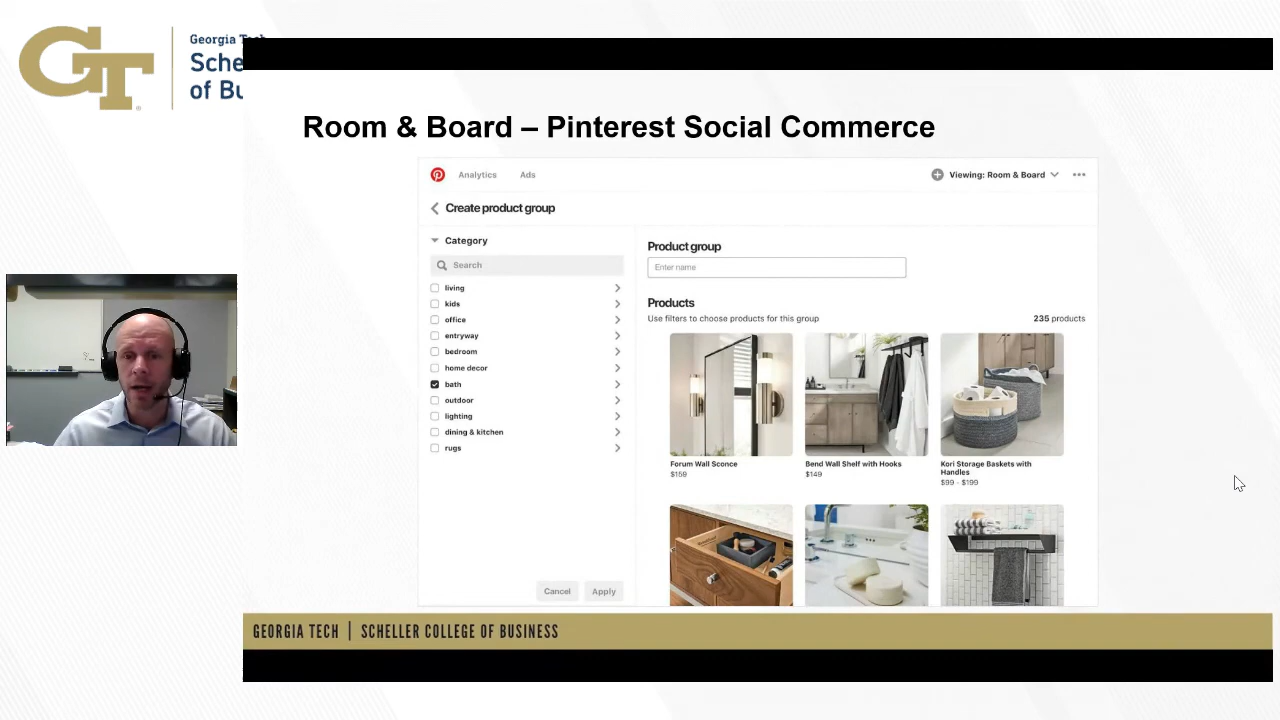 GT
Georgia Tech
Sche
of Bu
Room & Board – Pinterest Social Commerce
Analytics Ads
Viewing: Room & Board
Create product group
Category
Search
living
kids
office
entryway
bedroom
home decor
bath
outdoor
lighting
dining & kitchen
rugs
Cancel Apply
Product group
Enter name
Products
Use filters to choose products for this group
235 products
Forum Wall Sconce
$159
Bend Wall Shelf with Hooks
$149
Kori Storage Baskets with
Handles
$99 - $199
GEORGIA TECH | SCHELLER COLLEGE OF BUSINESS